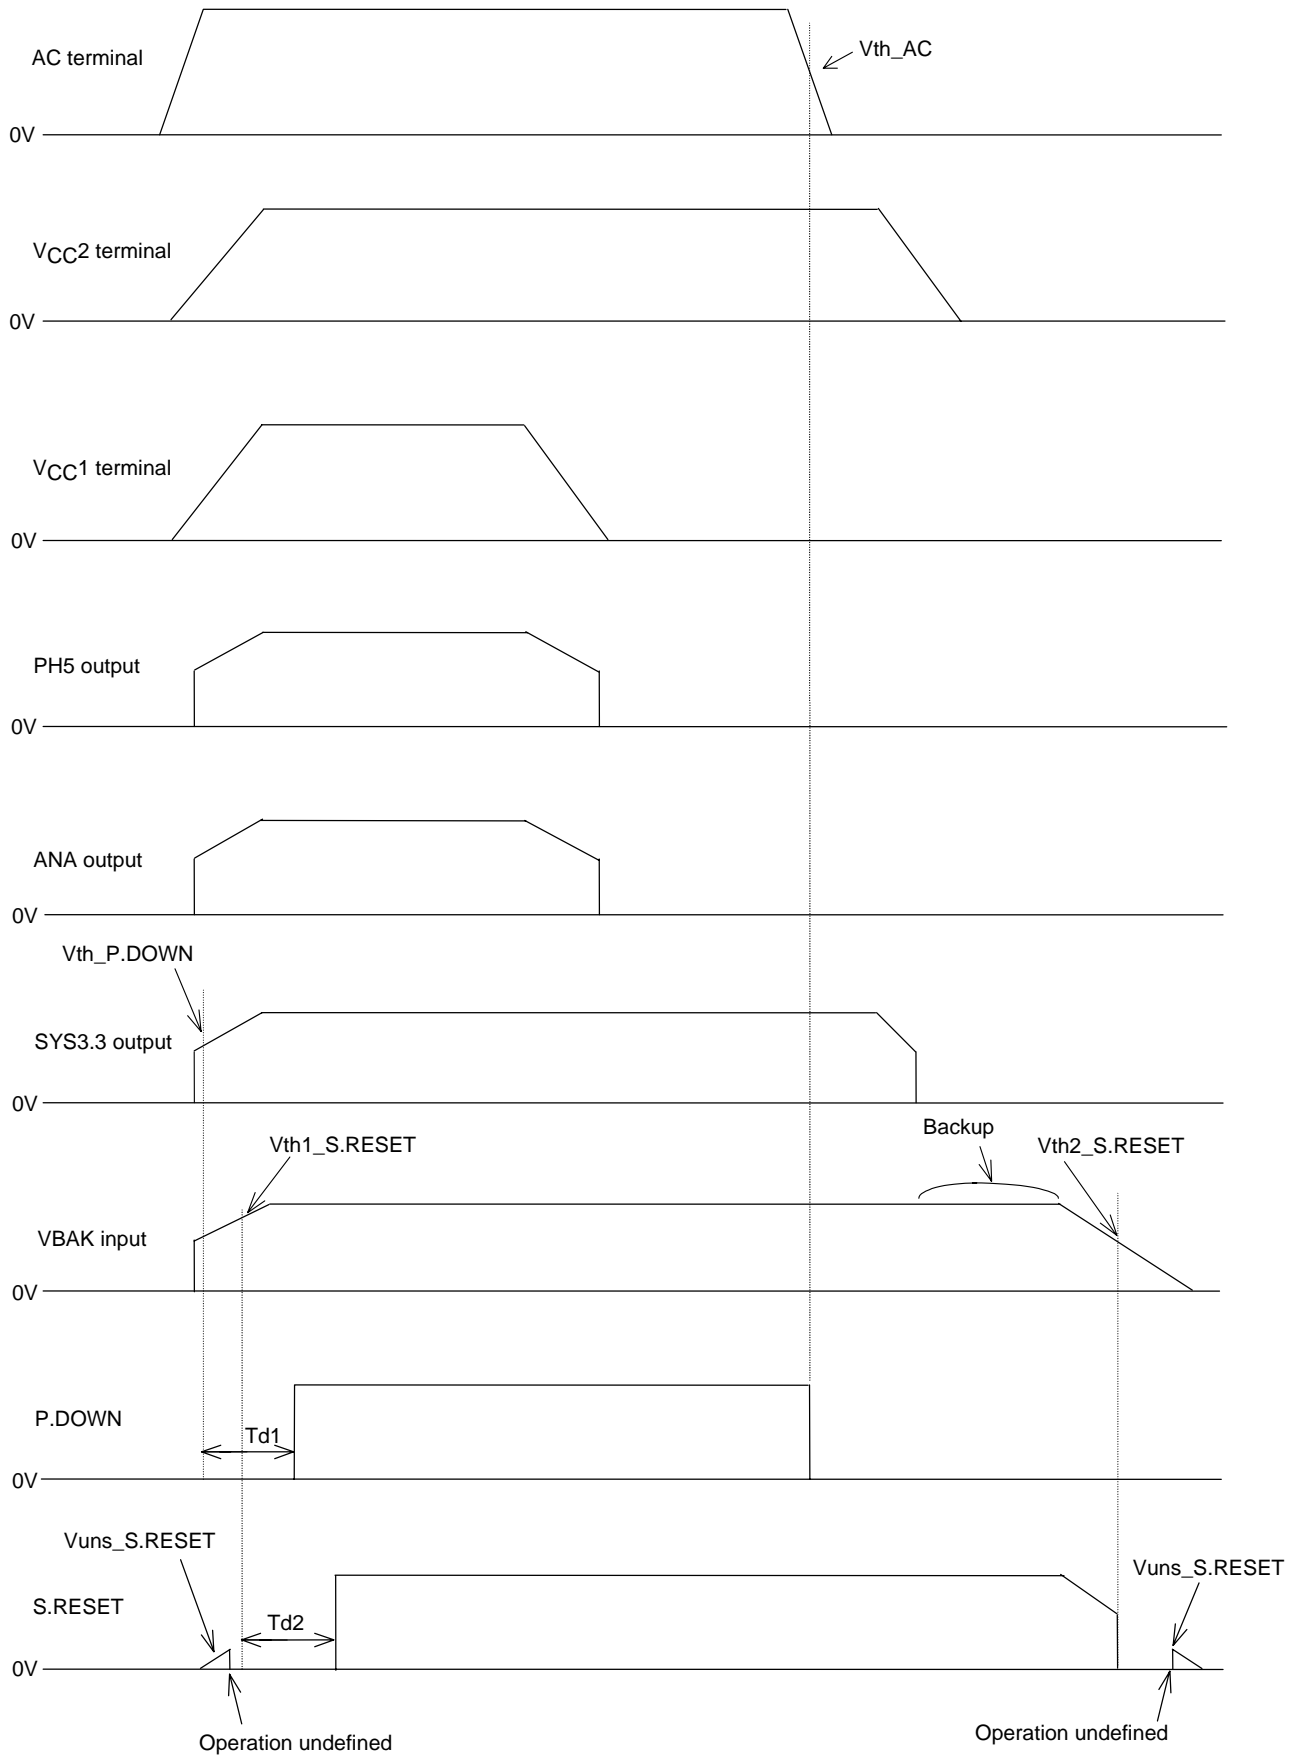 Vth_AC
AC terminal
0V
VCC2 terminal
0V
VCC1 terminal
0V
PH5 output
0V
ANA output
0V
Vth_P.DOWN
SYS3.3 output
0V
Backup
Vth1_S.RESET
Vth2_S.RESET
VBAK input
0V
P.DOWN
Td1
0V
Vuns_S.RESET
Vuns_S.RESET
S.RESET
Td2
0V
Operation undefined
Operation undefined